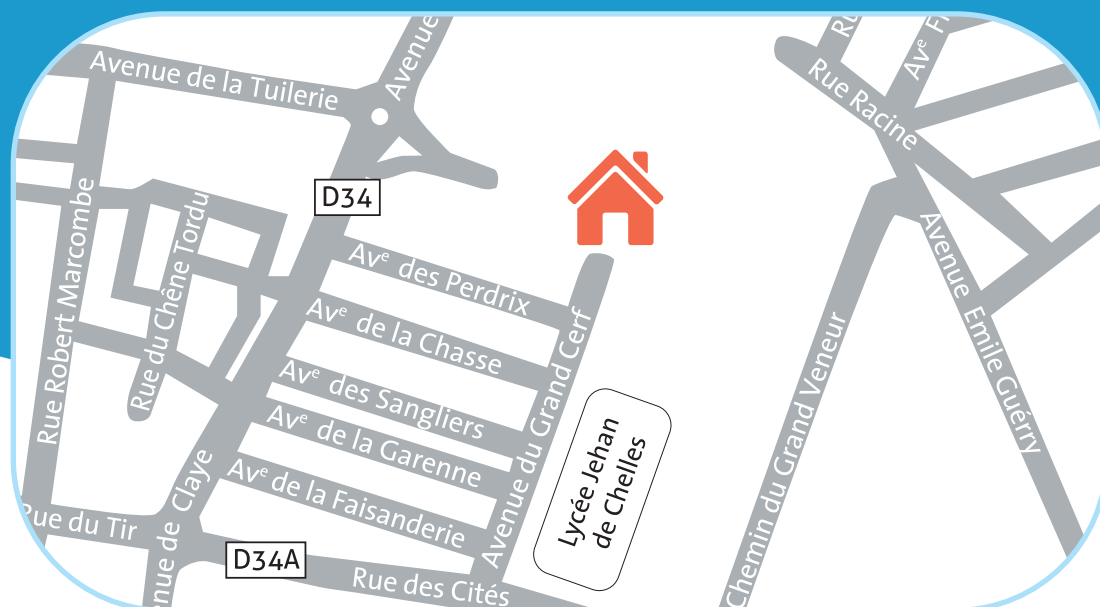 Avenue de la Tuilerie
Avenue
Rue Racine
D34
Rue Robert Marcombe
Rue du Chêne Tordu
Avᵉ des Perdrix
Avᵉ de la Chasse
Avᵉ des Sangliers
Avᵉ de la Garenne
Avᵉ de la Faisanderie
Avenue du Grand Cerf
Lycée Jehan
de Chelles
Chemin du Grand Veneur
Avenue Emile Guérry
Rue du Tir
de Claye
D34A
Rue des Cités
Avᵉ